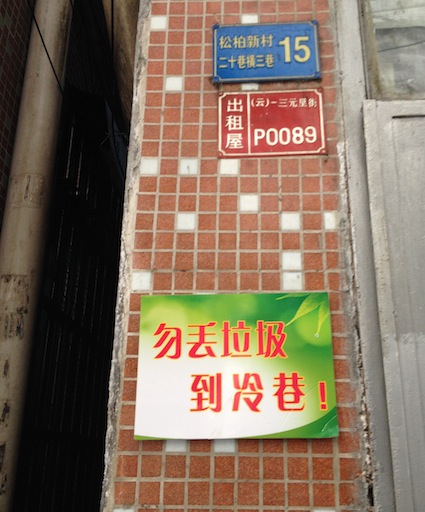 松柏新村
二十巷横三巷
15
出租屋
(云)-三元里街
P0089
勿丢垃圾
到冷巷!